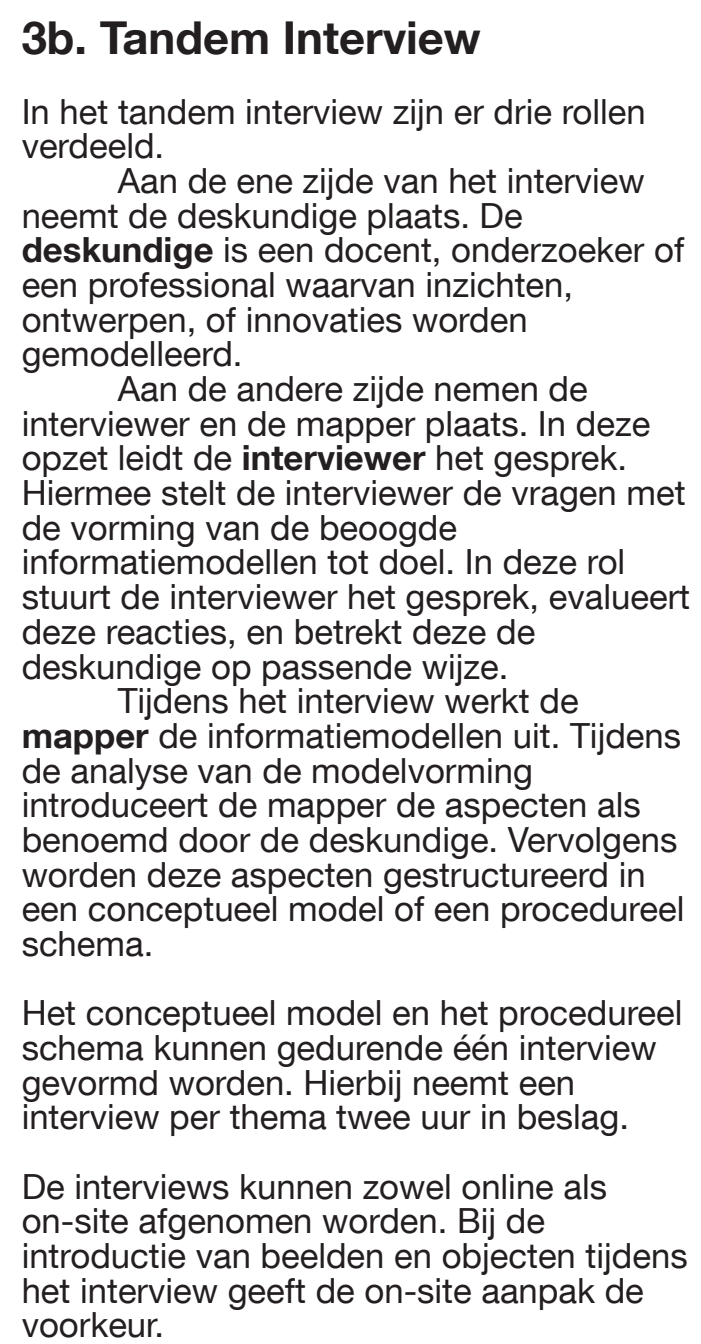 3b. Tandem Interview
In het tandem interview zijn er drie rollen
verdeeld.
Aan de ene zijde van het interview
neemt de deskundige plaats. De
deskundige is een docent, onderzoeker of
een professional waarvan inzichten,
ontwerpen, of innovaties worden
gemodelleerd.
Aan de andere zijde nemen de
interviewer en de mapper plaats. In deze
opzet leidt de interviewer het gesprek.
Hiermee stelt de interviewer de vragen met
de vorming van de beoogde
informatiemodellen tot doel. In deze rol
stuurt de interviewer het gesprek, evalueert
deze reacties, en betrekt deze de
deskundige op passende wijze.
Tijdens het interview werkt de
mapper de informatiemodellen uit. Tijdens
de analyse van de modelvorming
introduceert de mapper de aspecten als
benoemd door de deskundige. Vervolgens
worden deze aspecten gestructureerd in
een conceptueel model of een procedureel
schema.
Het conceptueel model en het procedureel
schema kunnen gedurende één interview
gevormd worden. Hierbij neemt een
interview per thema twee uur in beslag.
De interviews kunnen zowel online als
on-site afgenomen worden. Bij de
introductie van beelden en objecten tijdens
het interview geeft de on-site aanpak de
voorkeur.